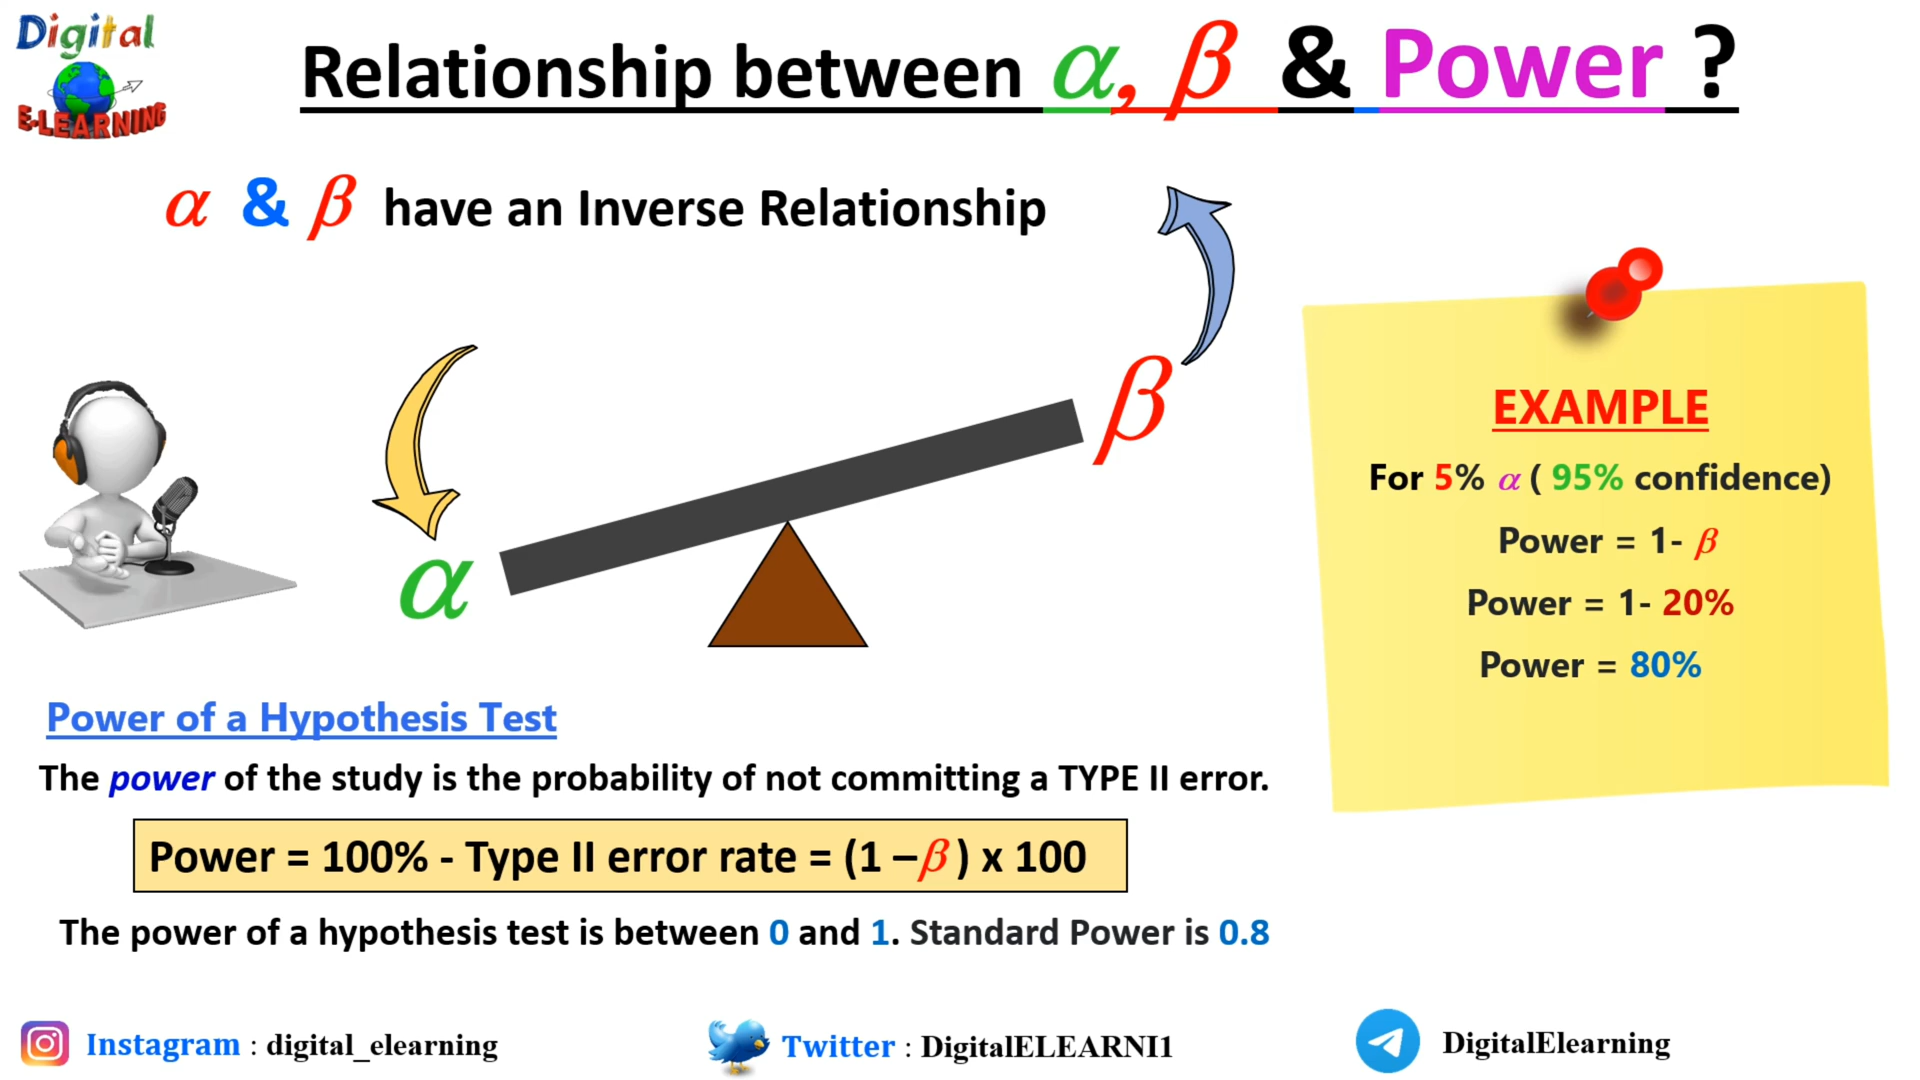 Digital
E-LEARNING
Relationship between α, β & Power ?
α & β have an Inverse Relationship
β
α
EXAMPLE
For 5% α ( 95% confidence)
Power = 1- β
Power = 1- 20%
Power = 80%
Power of a Hypothesis Test
The power of the study is the probability of not committing a TYPE II error.
Power = 100% - Type II error rate = (1 –β ) x 100
The power of a hypothesis test is between 0 and 1. Standard Power is 0.8
Instagram : digital_elearning
Twitter : DigitalELEARNI1
DigitalElearning